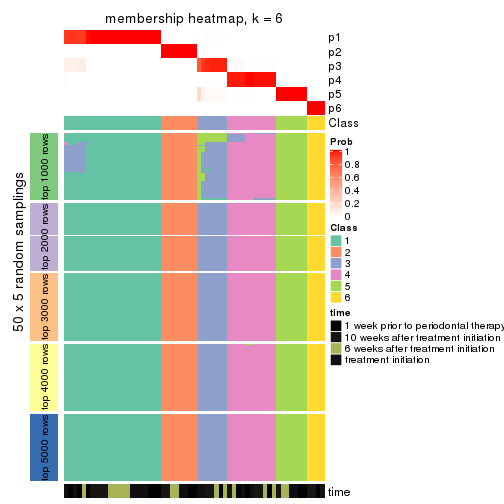 membership heatmap, k = 6
p1
p2
p3
p4
p5
p6
Class
50 x 5 random samplings
top 1000 rows
top 2000 rows
top 3000 rows
top 4000 rows
top 5000 rows
time
Prob
1
0.8
0.6
0.4
0.2
0
Class
1
2
3
4
5
6
time
1 week prior to periodontal therapy
10 weeks after treatment initiation
6 weeks after treatment initiation
treatment initiation